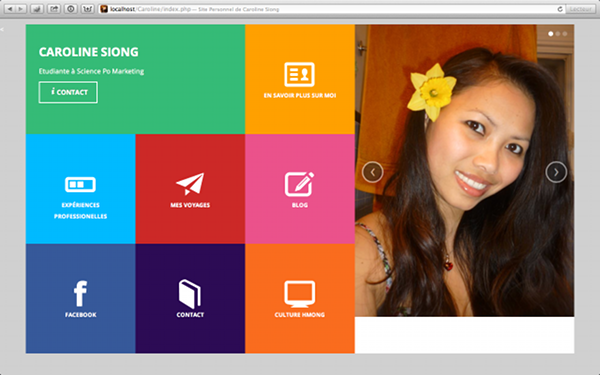 localhost/Caroline/index.php — Site Personnel de Caroline Siong
Lecteur
CAROLINE SIONG
Etudiante à Science Po Marketing
i CONTACT
EN SAVOIR PLUS SUR MOI
EXPÉRIENCES
PROFESSIONELLES
MES VOYAGES
BLOG
FACEBOOK
CONTACT
CULTURE HMONG